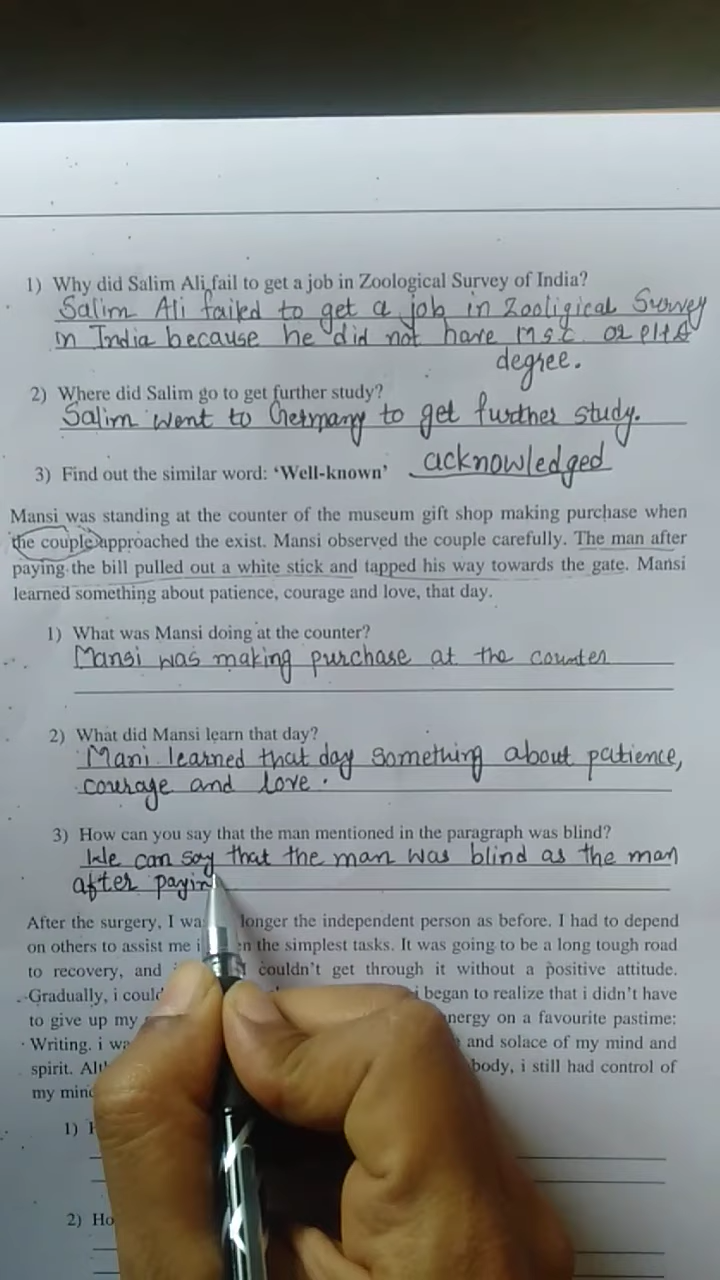 1) Why did Salim Ali fail to get a job in Zoological Survey of India?
Salim Ali failed to get a job in Zooligical Survey
in India because he did not have M.S.C. or PHD
degree.
2) Where did Salim go to get further study?
Salim went to Germany to get further study.
3) Find out the similar word: ‘Well-known’ acknowledged
Mansi was standing at the counter of the museum gift shop making purchase when
the couple approached the exist. Mansi observed the couple carefully. The man after
paying the bill pulled out a white stick and tapped his way towards the gate. Mansi
learned something about patience, courage and love, that day.
1) What was Mansi doing at the counter?
Mansi was making purchase at the counter
2) What did Mansi learn that day?
Mani learned that day something about patience,
courage and love.
3) How can you say that the man mentioned in the paragraph was blind?
We can say that the man was blind as the man
after payin
After the surgery, I wa longer the independent person as before. I had to depend
on others to assist me i n the simplest tasks. It was going to be a long tough road
to recovery, and couldn’t get through it without a positive attitude.
Gradually, i could i began to realize that i didn’t have
to give up my nergy on a favourite pastime:
Writing. i wa and solace of my mind and
spirit. Alt body, i still had control of
my mind
1) H
2) Ho